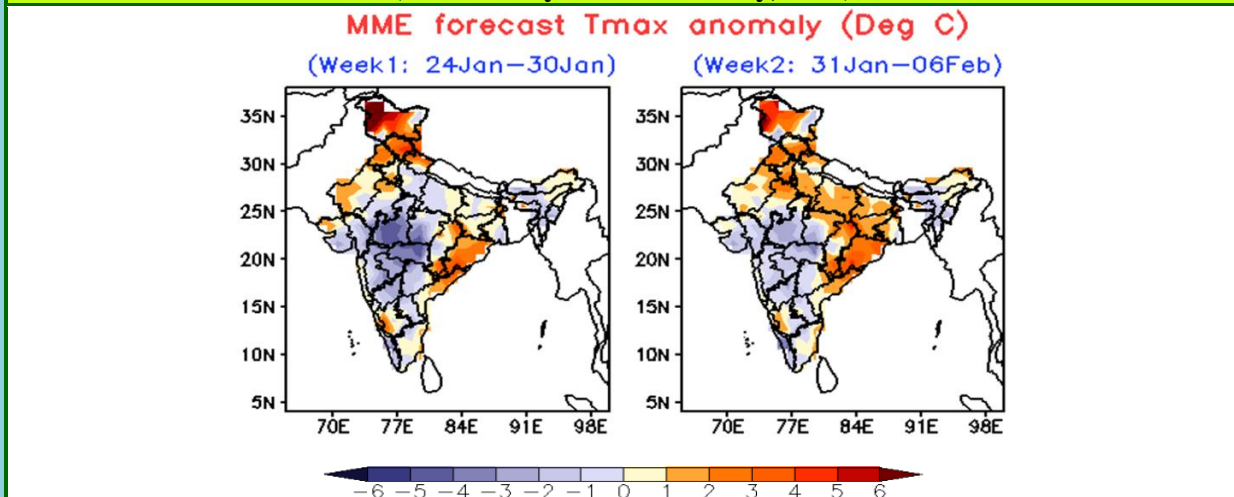 MME forecast Tmax anomaly (Deg C)
(Week1: 24Jan−30Jan)
(Week2: 31Jan−06Feb)
35N
30N
25N
20N
15N
10N
5N
70E 77E 84E 91E 98E
35N
30N
25N
20N
15N
10N
5N
70E 77E 84E 91E 98E
−6 −5 −4 −3 −2 −1 0 1 2 3 4 5 6